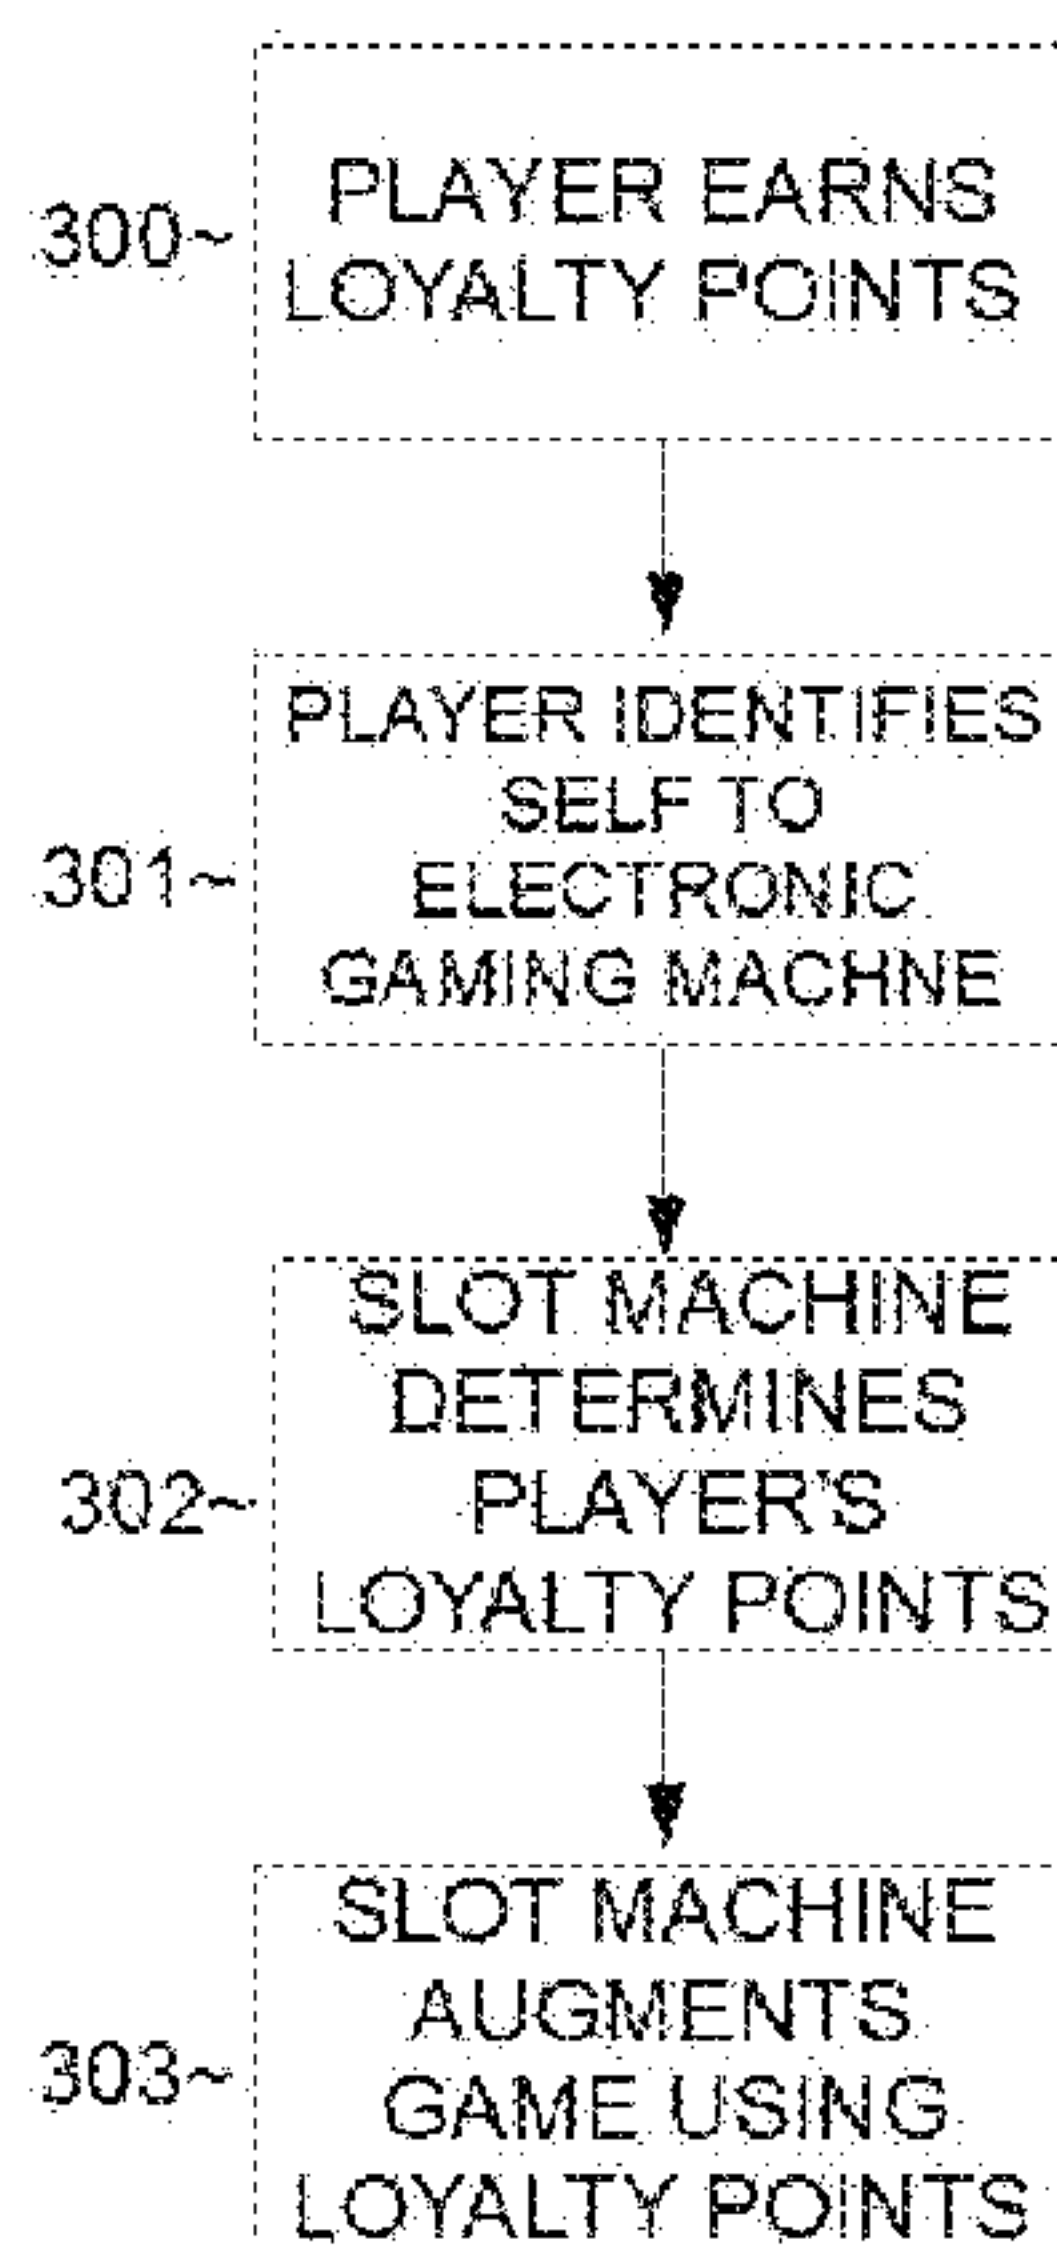 PLAYER EARNS
300~
LOYALTY POINTS
PLAYER IDENTIFIES
SELF TO
301~
ELECTRONIC
GAMING MACHNE
SLOT MACHINE
DETERMINES
302~
PLAYER'S
LOYALTY POINTS
SLOT MACHINE
AUGMENTS
303~
GAME USING
LOYALTY POINTS